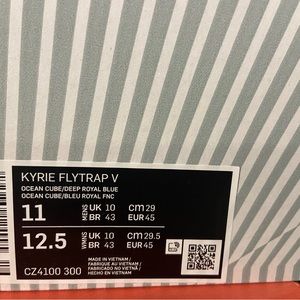 KYRIE FLYTRAP V
OCEAN CUBE/DEEP ROYAL BLUE
OCEAN CUBE/BLEU ROYAL FNC
11 MENS UK 10 BR 43 cm 29 EUR 45
12.5 WMNS UK 10 BR 43 cm 29.5 EUR 45
CZ4100 300
MADE IN VIETNAM /
FABRIQUÉ AU VIETNAM /
FABRICADO NO VIETNÃ /
HECHO EN VIETNAM